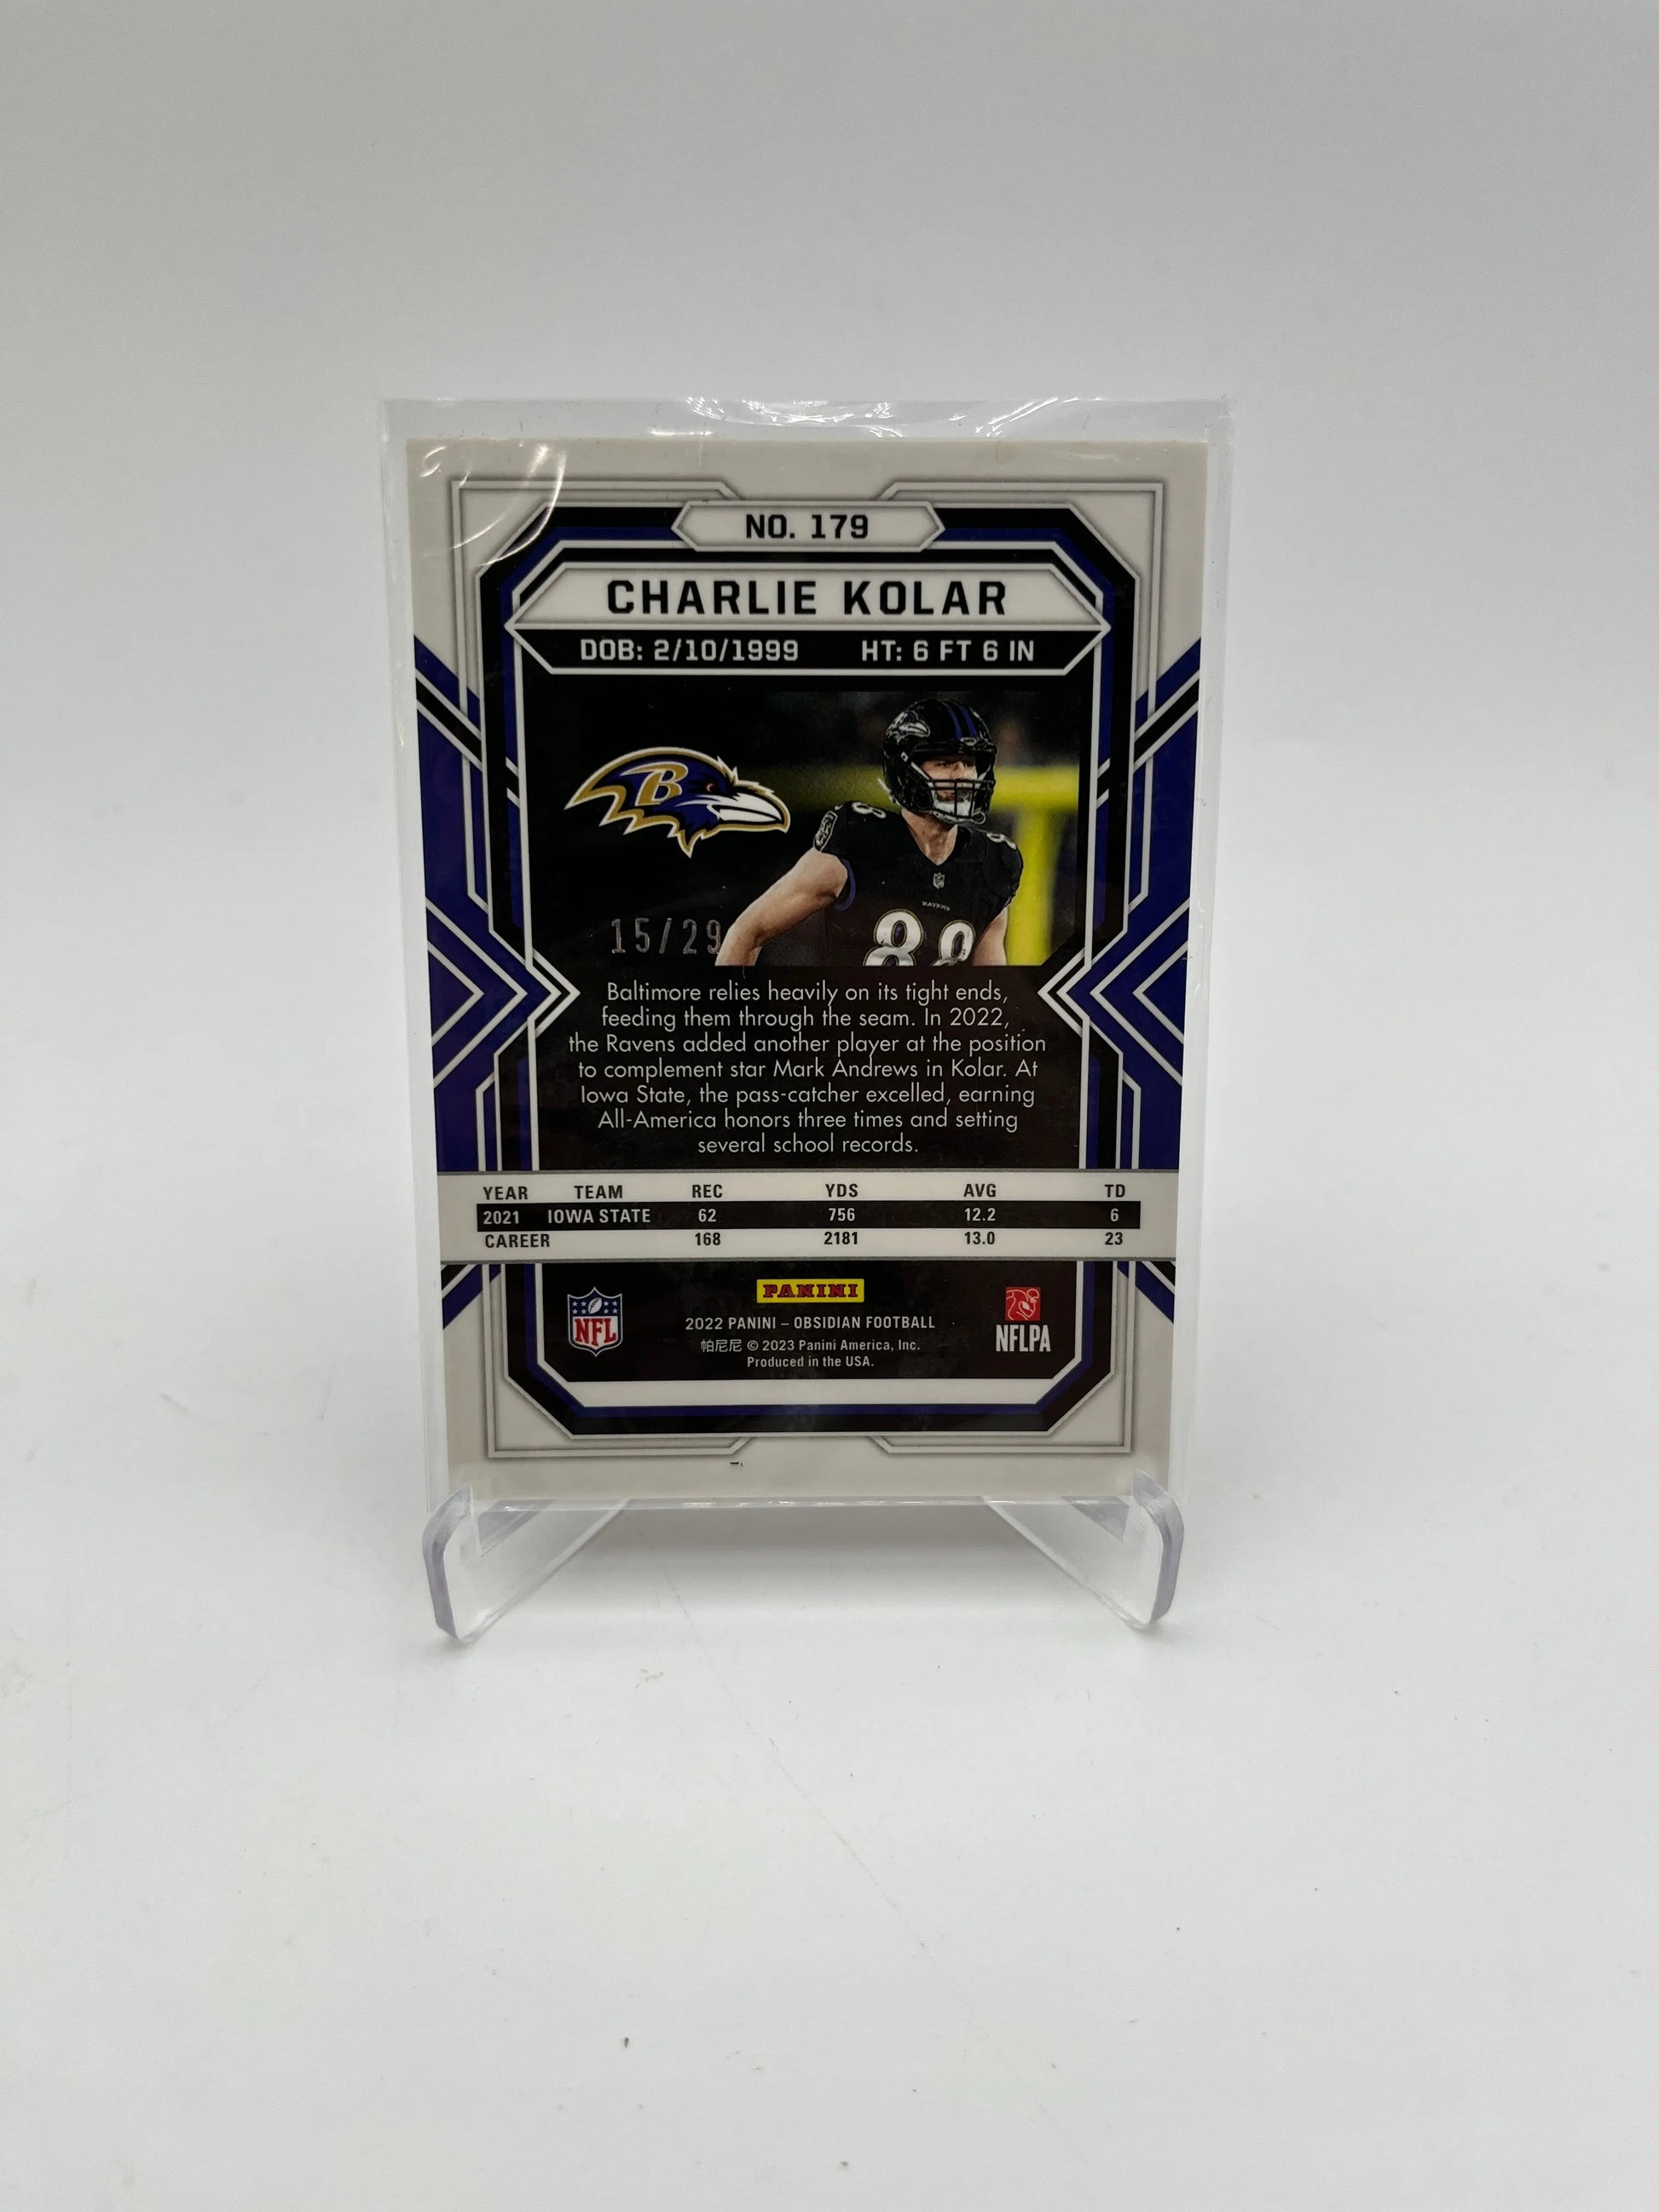 NO. 179
CHARLIE KOLAR
DOB: 2/10/1999 HT: 6 FT 6 IN
B
88
RAVENS
88
15/29
Baltimore relies heavily on its tight ends,
feeding them through the seam. In 2022,
the Ravens added another player at the position
to complement star Mark Andrews in Kolar. At
Iowa State, the pass-catcher excelled, earning
All-America honors three times and setting
several school records.
YEAR TEAM REC YDS AVG TD
2021 IOWA STATE 62 756 12.2 6
CAREER 168 2181 13.0 23
PANINI
NFL
2022 PANINI – OBSIDIAN FOOTBALL
帕尼尼 © 2023 Panini America, Inc.
Produced in the USA.
NFLPA